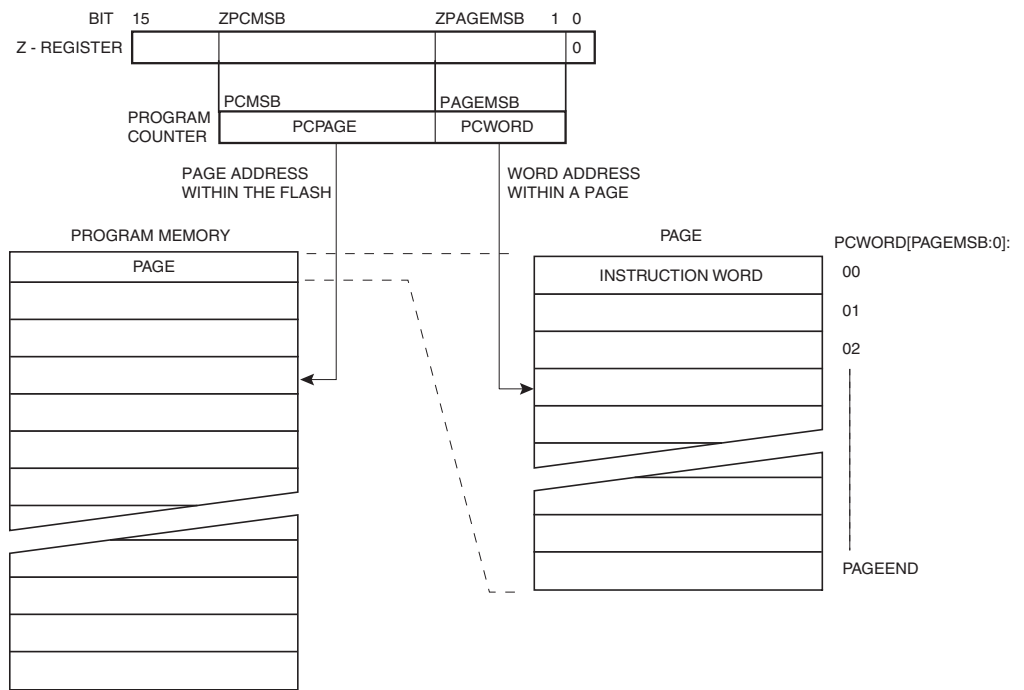 BIT 15 ZPCMSB ZPAGEMSB 1 0
Z - REGISTER 0
PCMSB PAGEMSB
PROGRAM
COUNTER
PCPAGE PCWORD
PAGE ADDRESS
WITHIN THE FLASH
WORD ADDRESS
WITHIN A PAGE
PROGRAM MEMORY
PAGE
PAGE
INSTRUCTION WORD
PCWORD[PAGEMSB:0]:
00
01
02
PAGEEND